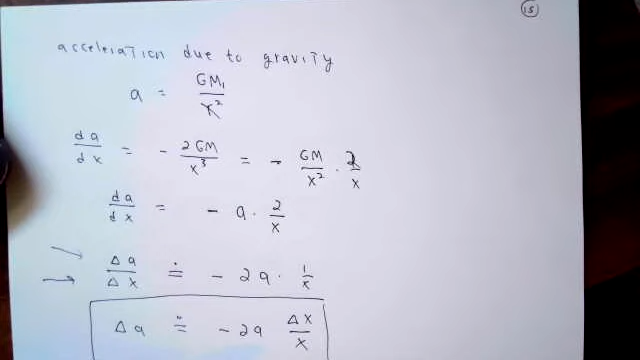 15
acceleration due to gravity
a = GM₁/x²
da/dx = - 2GM/x³ = - GM/x² · 2/x
da/dx = - a · 2/x
Δa/Δx ≐ - 2a · 1/x
Δa ≐ - 2a Δx/x